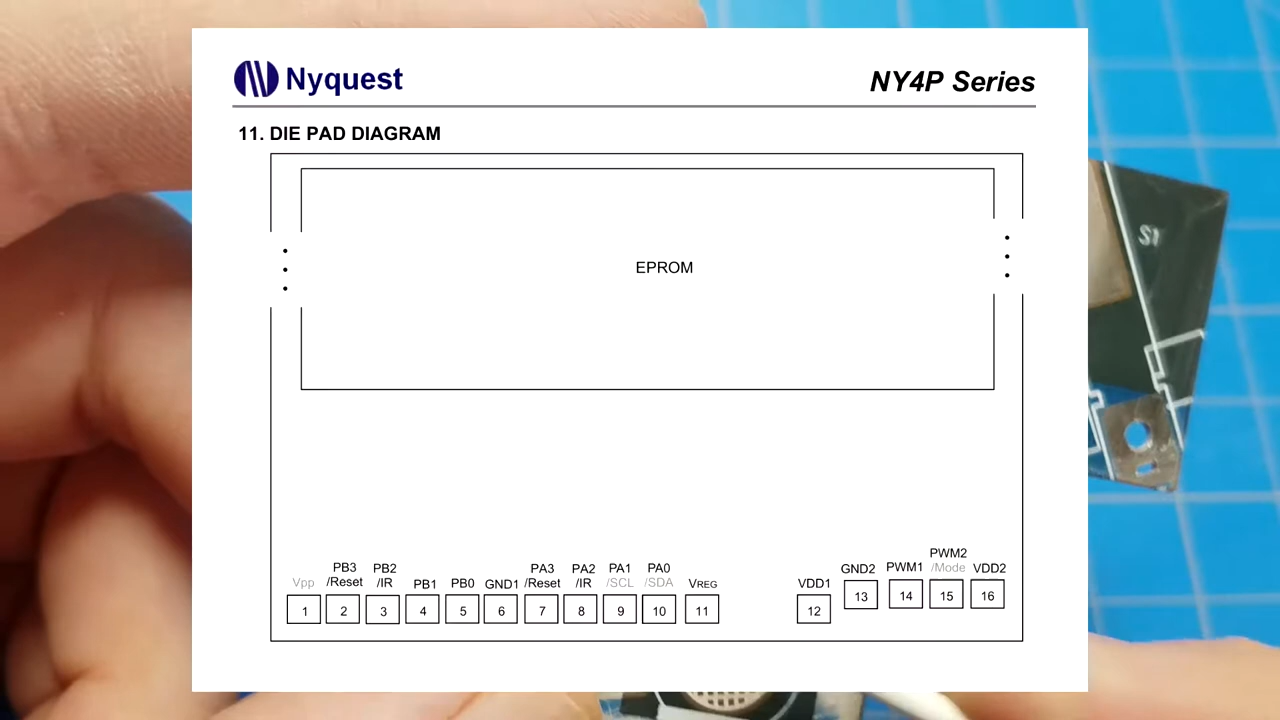 Nyquest
NY4P Series
11. DIE PAD DIAGRAM
EPROM
Vpp
PB3
/Reset
PB2
/IR
PB1
PB0
GND1
PA3
/Reset
PA2
/IR
PA1
/SCL
PA0
/SDA
VREG
VDD1
GND2
PWM1
PWM2
/Mode
VDD2
1 2 3 4 5 6 7 8 9 10 11 12 13 14 15 16
S1